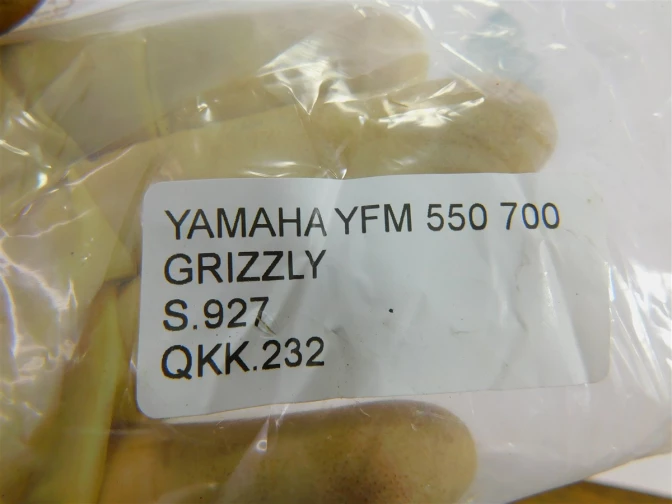 YAMAHA YFM 550 700
GRIZZLY
S.927
QKK.232